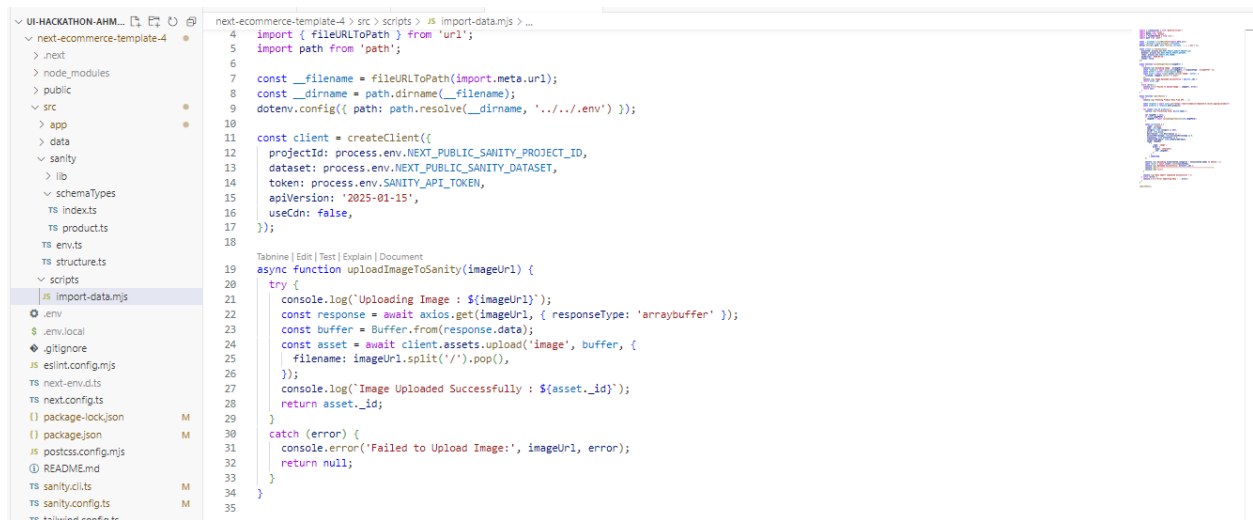 UI-HACKATHON-AHM...
next-ecommerce-template-4
.next
node_modules
public
src
app
data
sanity
lib
schemaTypes
TS index.ts
TS product.ts
TS env.ts
TS structure.ts
scripts
JS import-data.mjs
.env
$ .env.local
.gitignore
JS eslint.config.mjs
TS next-env.d.ts
TS next.config.ts
{} package-lock.json M
{} package.json M
JS postcss.config.mjs
README.md
TS sanity.cli.ts M
TS sanity.config.ts M
TS tailwind.config.ts
next-ecommerce-template-4 > src > scripts > JS import-data.mjs > ...
4 import { fileURLToPath } from 'url';
5 import path from 'path';
6
7 const __filename = fileURLToPath(import.meta.url);
8 const __dirname = path.dirname(__filename);
9 dotenv.config({ path: path.resolve(__dirname, '../../.env') });
10
11 const client = createClient({
12 projectId: process.env.NEXT_PUBLIC_SANITY_PROJECT_ID,
13 dataset: process.env.NEXT_PUBLIC_SANITY_DATASET,
14 token: process.env.SANITY_API_TOKEN,
15 apiVersion: '2025-01-15',
16 useCdn: false,
17 });
18
Tabnine | Edit | Test | Explain | Document
19 async function uploadImageToSanity(imageUrl) {
20 try {
21 console.log(`Uploading Image : ${imageUrl}`);
22 const response = await axios.get(imageUrl, { responseType: 'arraybuffer' });
23 const buffer = Buffer.from(response.data);
24 const asset = await client.assets.upload('image', buffer, {
25 filename: imageUrl.split('/').pop(),
26 });
27 console.log(`Image Uploaded Successfully : ${asset._id}`);
28 return asset._id;
29 }
30 catch (error) {
31 console.error('Failed to Upload Image:', imageUrl, error);
32 return null;
33 }
34 }
35